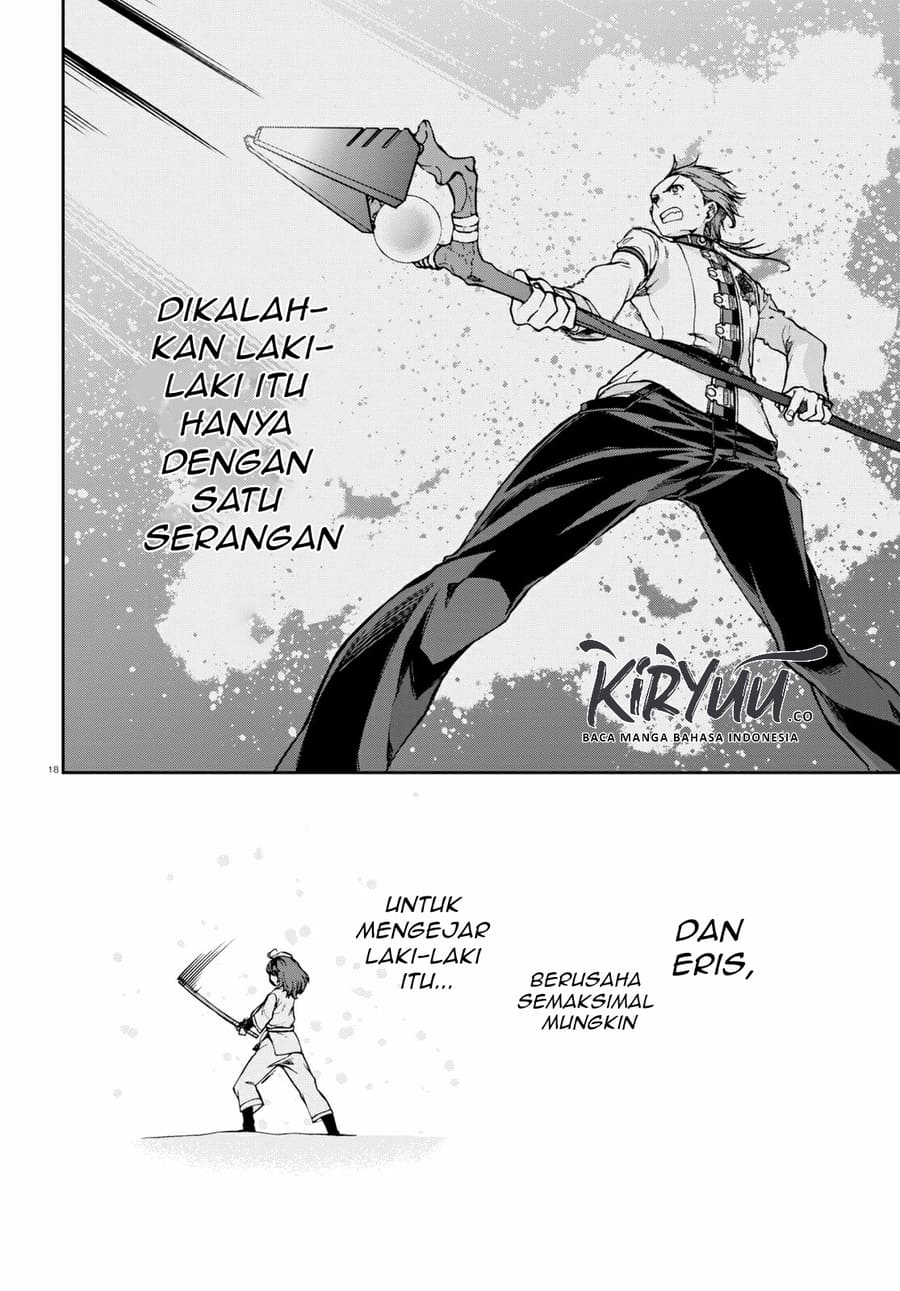 DIKALAH-
KAN LAKI-
LAKI ITU
HANYA
DENGAN
SATU
SERANGAN
KIRYUU.CO
BACA MANGA BAHASA INDONESIA
18
DAN
ERIS,
BERUSAHA
SEMAKSIMAL
MUNGKIN
UNTUK
MENGEJAR
LAKI-LAKI
ITU...